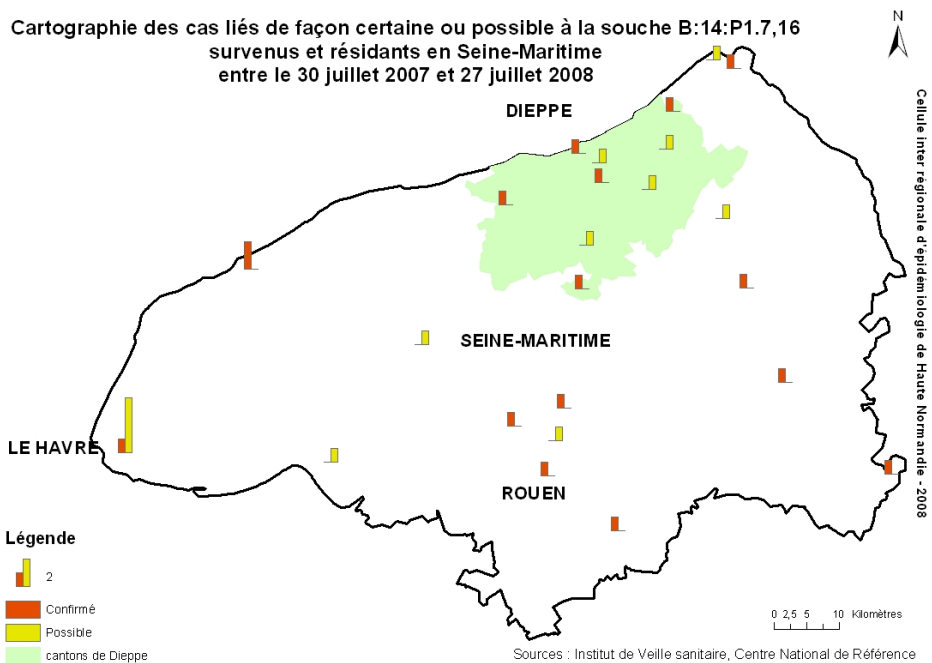 Cartographie des cas liés de façon certaine ou possible à la souche B:14:P1.7,16
survenus et résidants en Seine-Maritime
entre le 30 juillet 2007 et 27 juillet 2008
N
DIEPPE
SEINE-MARITIME
LE HAVRE
ROUEN
Cellule inter régionale d'épidémiologie de Haute Normandie - 2008
Légende
2
Confirmé
Possible
cantons de Dieppe
0 2,5 5 10 Kilomètres
Sources : Institut de Veille sanitaire, Centre National de Référence